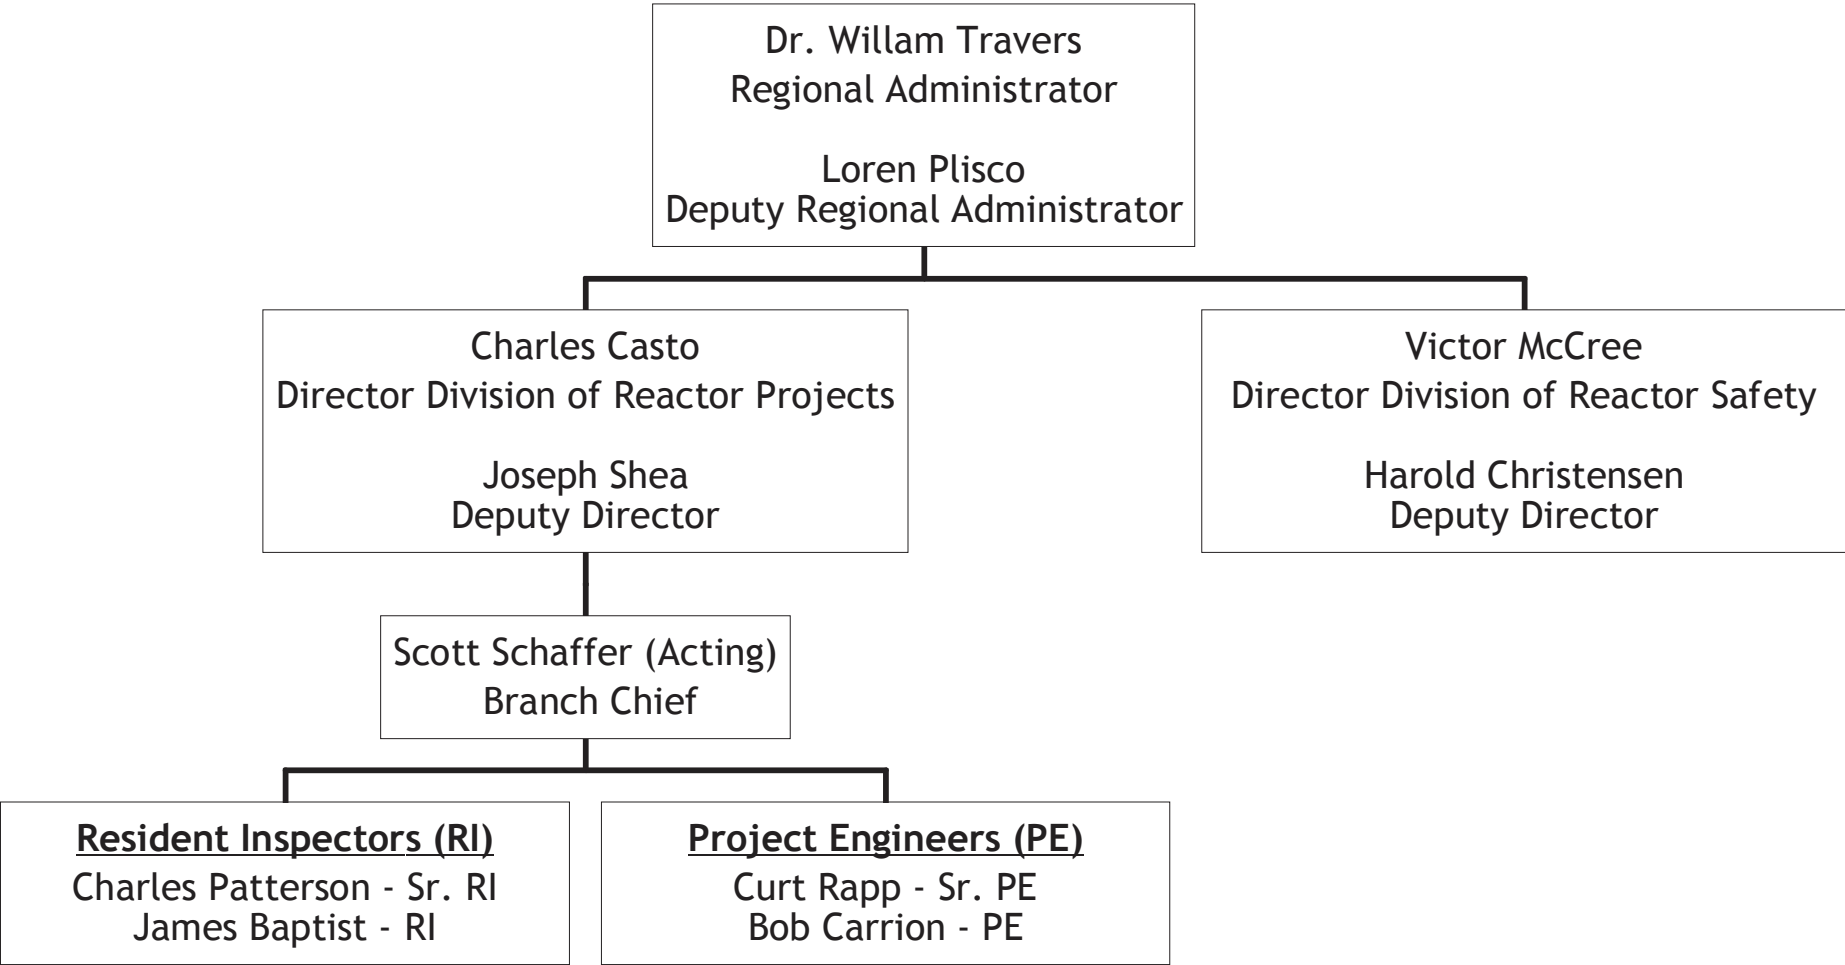 Dr. Willam Travers
Regional Administrator
Loren Plisco
Deputy Regional Administrator
Charles Casto
Director Division of Reactor Projects
Joseph Shea
Deputy Director
Victor McCree
Director Division of Reactor Safety
Harold Christensen
Deputy Director
Scott Schaffer (Acting)
Branch Chief
Resident Inspectors (RI)
Charles Patterson - Sr. RI
James Baptist - RI
Project Engineers (PE)
Curt Rapp - Sr. PE
Bob Carrion - PE